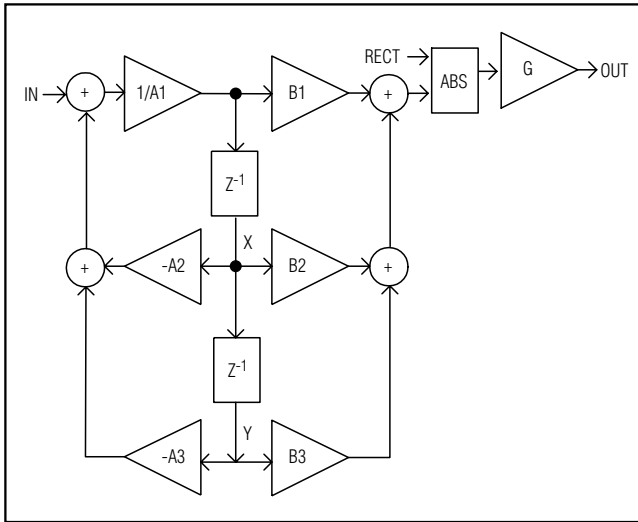 RECT
IN
+
1/A1
B1
+
ABS
G
OUT
Z-1
X
+
-A2
B2
+
Z-1
Y
-A3
B3